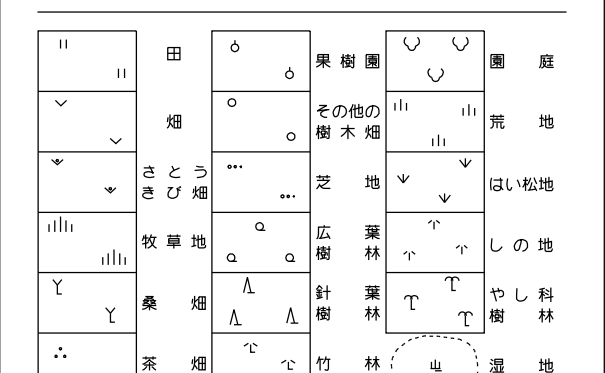 田
果樹園
園庭
畑
その他の
樹木畑
荒地
さとう
きび畑
芝地
はい松地
牧草地
広葉
樹林
しの地
桑畑
針葉
樹林
やし科
樹林
茶畑
竹林
湿地